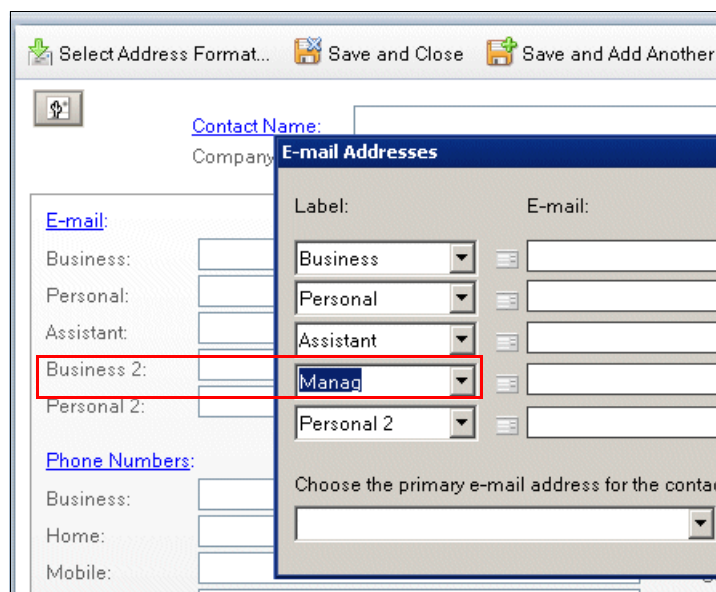 Select Address Format... Save and Close Save and Add Another
Contact Name:
Company
E-mail Addresses
Label: E-mail:
E-mail:
Business: Business
Personal: Personal
Assistant: Assistant
Business 2: Manag
Personal 2: Personal 2
Phone Numbers:
Choose the primary e-mail address for the contac
Business:
Home:
Mobile: